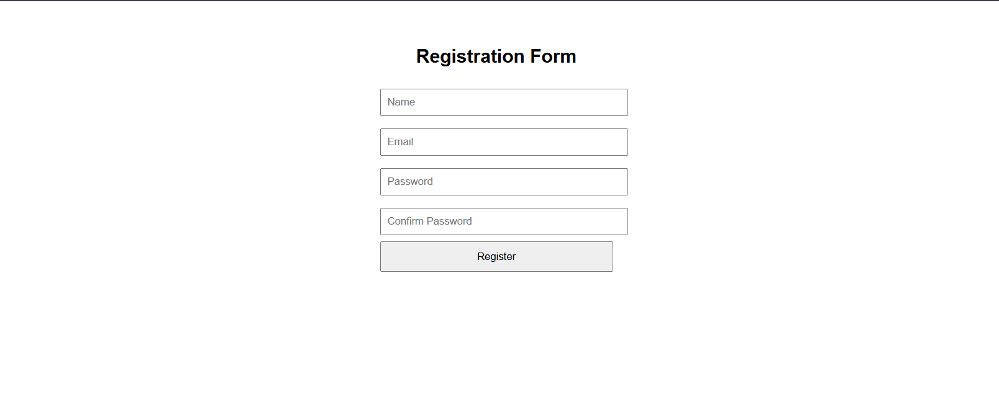 Registration Form
Name
Email
Password
Confirm Password
Register